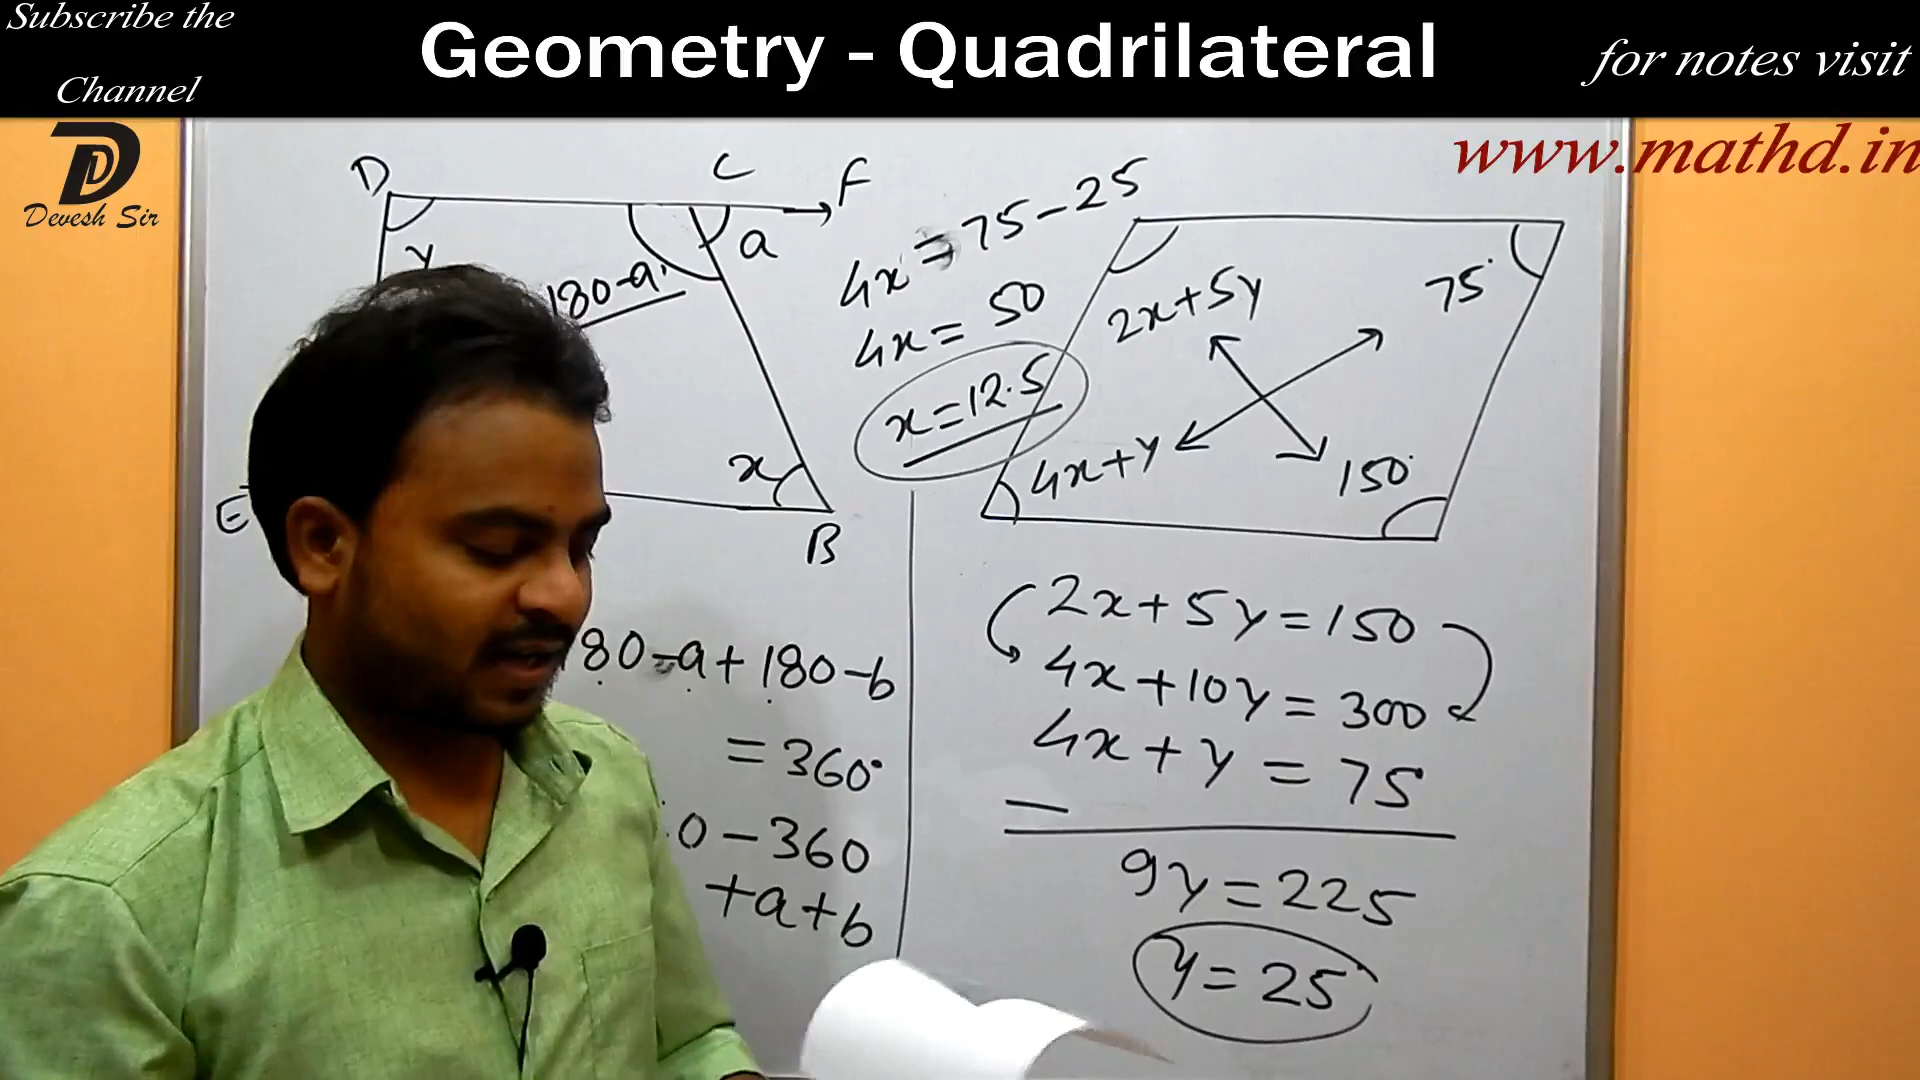 Subscribe the
Channel
Geometry - Quadrilateral
for notes visit
www.mathd.in
D
Devesh Sir
D
C
F
y
a
180-a°
x
E
B
80-a+180-b
=360°
0-360
+a+b
4x=75-25
4x=50
x=12.5
2x+5y
75°
4x+y
150°
2x+5y=150
4x+10y=300
4x+y=75
9y=225
y=25